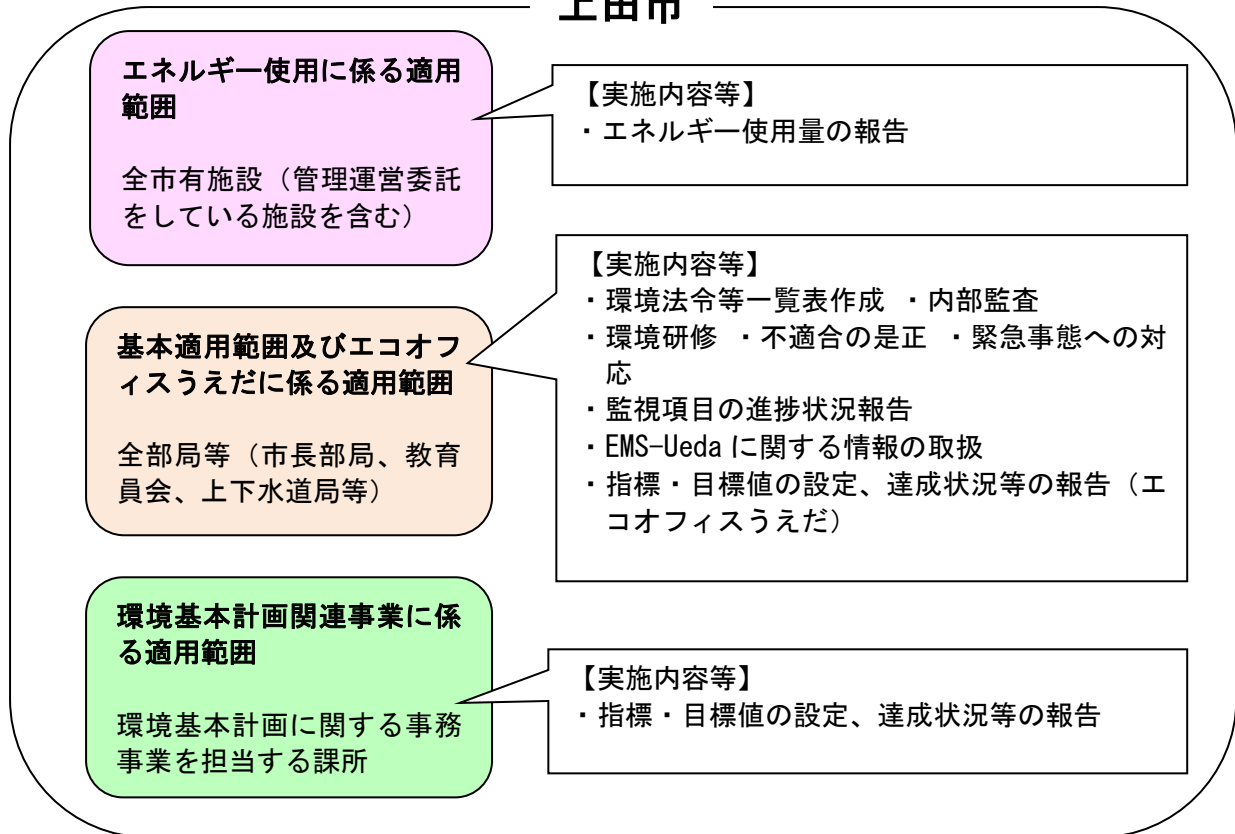 上田市
エネルギー使用に係る適用
範囲
全市有施設（管理運営委託
をしている施設を含む）
【実施内容等】
・エネルギー使用量の報告
基本適用範囲及びエコオフ
ィスうえだに係る適用範囲
全部局等（市長部局、教育
員会、上下水道局等）
【実施内容等】
・環境法令等一覧表作成 ・内部監査
・環境研修 ・不適合の是正 ・緊急事態への対
応
・監視項目の進捗状況報告
・EMS-Ueda に関する情報の取扱
・指標・目標値の設定、達成状況等の報告（エ
コオフィスうえだ）
環境基本計画関連事業に係
る適用範囲
環境基本計画に関する事務
事業を担当する課所
【実施内容等】
・指標・目標値の設定、達成状況等の報告